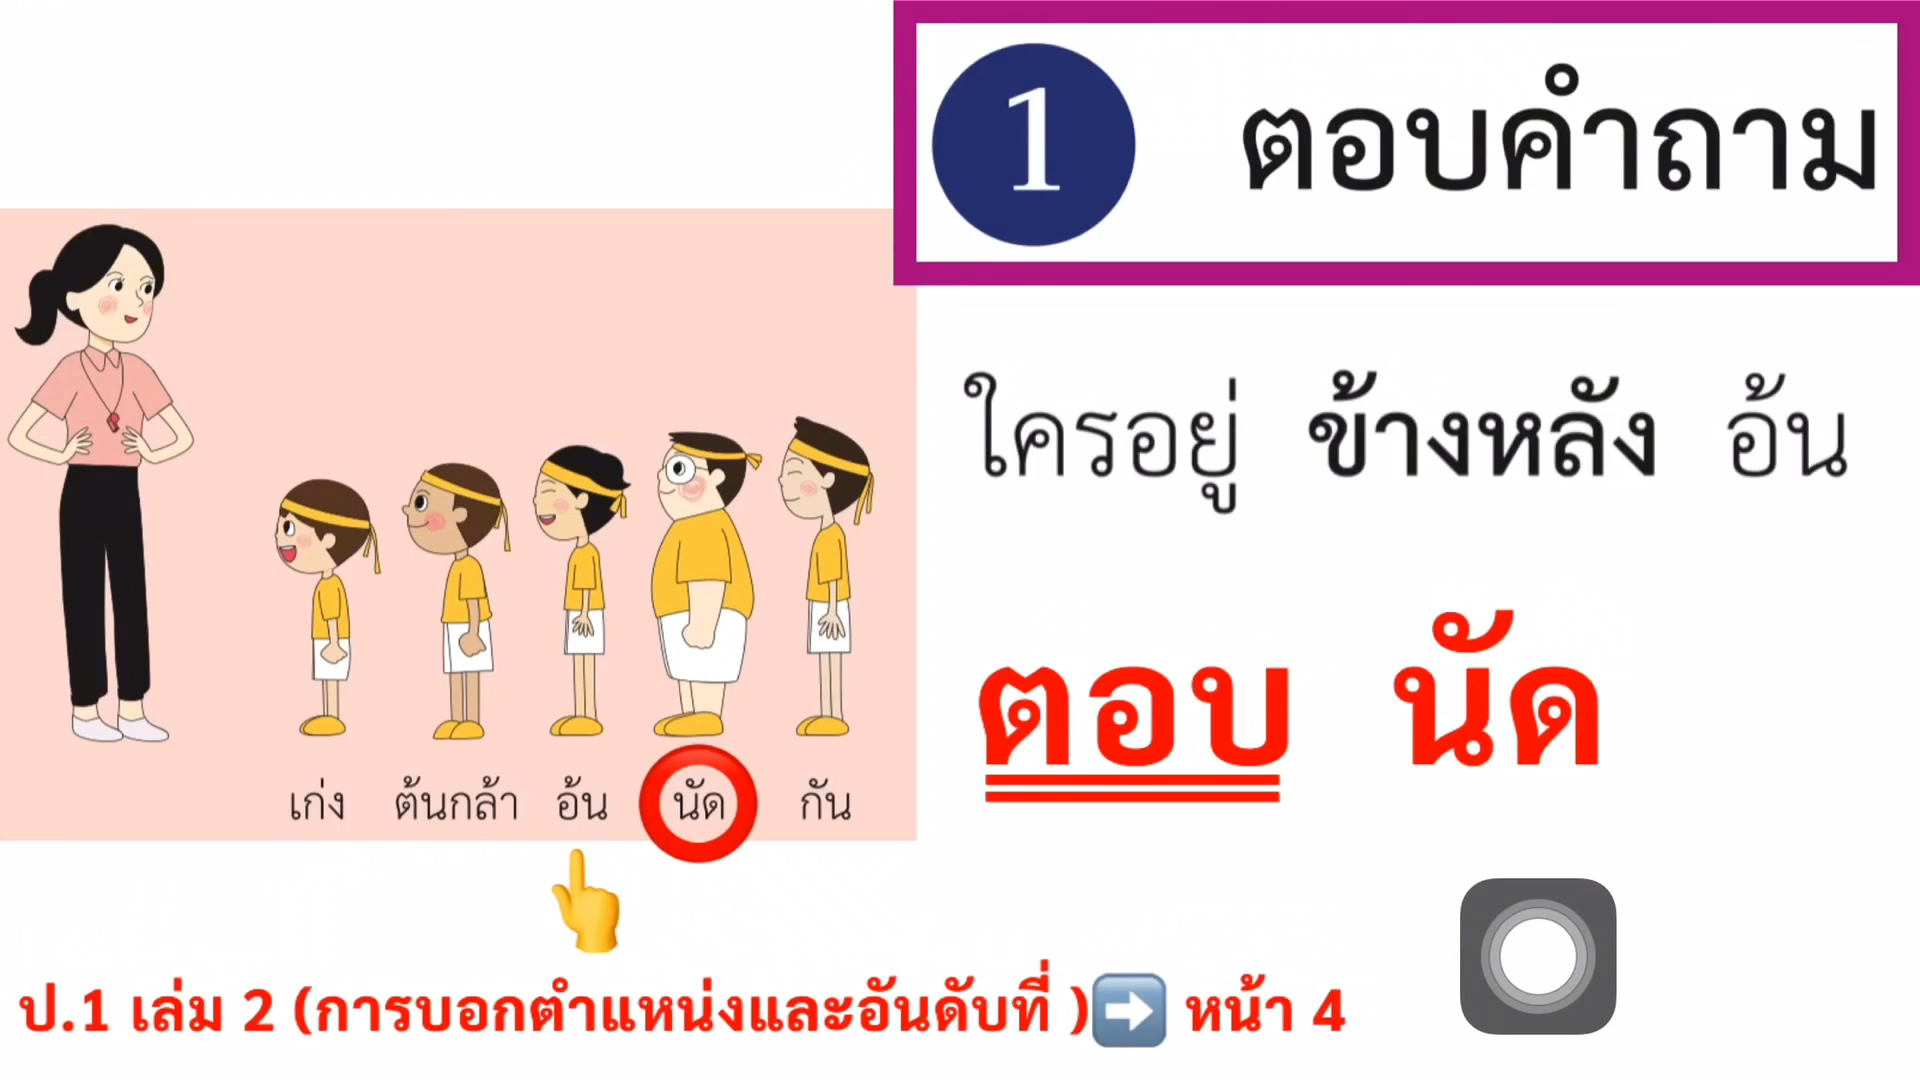 1 ตอบคำถาม
ใครอยู่ ข้างหลัง อ้น
ตอบ นัด
เก่ง ต้นกล้า อ้น นัด กัน
ป.1 เล่ม 2 (การบอกตำแหน่งและอันดับที่ )➡️ หน้า 4